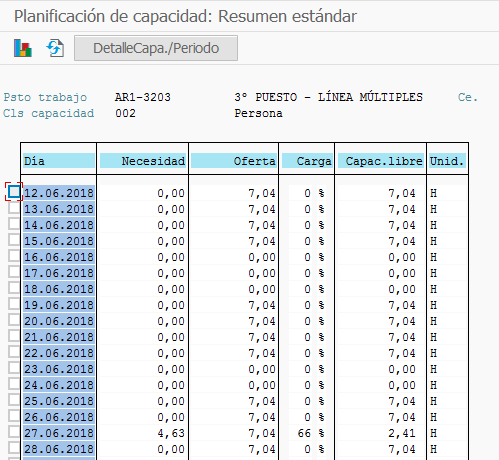 Planificación de capacidad: Resumen estándar
DetalleCapa./Periodo
Psto trabajo AR1-3203 3º PUESTO - LÍNEA MÚLTIPLES Ce.
Cls capacidad 002 Persona
Día Necesidad Oferta Carga Capac.libre Unid.
12.06.2018 0,00 7,04 0 % 7,04 H
13.06.2018 0,00 7,04 0 % 7,04 H
14.06.2018 0,00 7,04 0 % 7,04 H
15.06.2018 0,00 7,04 0 % 7,04 H
16.06.2018 0,00 0,00 0 % 0,00 H
17.06.2018 0,00 0,00 0 % 0,00 H
18.06.2018 0,00 0,00 0 % 0,00 H
19.06.2018 0,00 7,04 0 % 7,04 H
20.06.2018 0,00 7,04 0 % 7,04 H
21.06.2018 0,00 7,04 0 % 7,04 H
22.06.2018 0,00 7,04 0 % 7,04 H
23.06.2018 0,00 0,00 0 % 0,00 H
24.06.2018 0,00 0,00 0 % 0,00 H
25.06.2018 0,00 7,04 0 % 7,04 H
26.06.2018 0,00 7,04 0 % 7,04 H
27.06.2018 4,63 7,04 66 % 2,41 H
28.06.2018 0,00 7,04 0 % 7,04 H